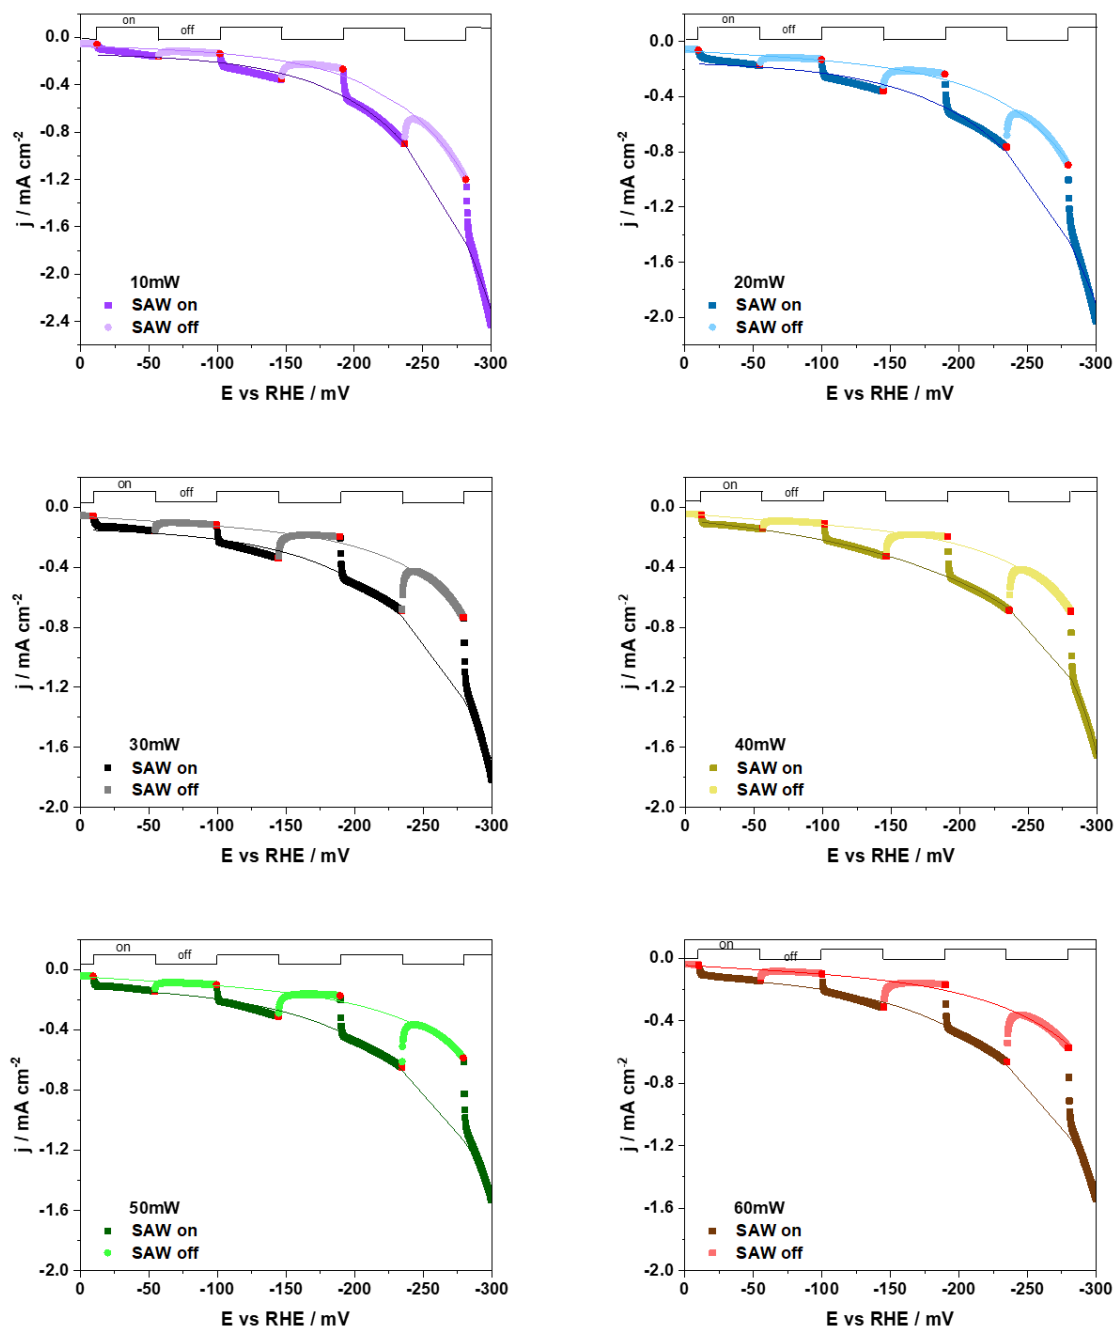 on
off
0.0
-0.4
-0.8
-1.2
-1.6
-2.0
-2.4
j / mA cm⁻²
10mW
SAW on
SAW off
0 -50 -100 -150 -200 -250 -300
E vs RHE / mV
on
off
0.0
-0.4
-0.8
-1.2
-1.6
-2.0
j / mA cm⁻²
20mW
SAW on
SAW off
0 -50 -100 -150 -200 -250 -300
E vs RHE / mV
on
off
0.0
-0.4
-0.8
-1.2
-1.6
-2.0
j / mA cm⁻²
30mW
SAW on
SAW off
0 -50 -100 -150 -200 -250 -300
E vs RHE / mV
on
off
0.0
-0.4
-0.8
-1.2
-1.6
-2.0
j / mA cm⁻²
40mW
SAW on
SAW off
0 -50 -100 -150 -200 -250 -300
E vs RHE / mV
on
off
0.0
-0.4
-0.8
-1.2
-1.6
-2.0
j / mA cm⁻²
50mW
SAW on
SAW off
0 -50 -100 -150 -200 -250 -300
E vs RHE / mV
on
off
0.0
-0.4
-0.8
-1.2
-1.6
-2.0
j / mA cm⁻²
60mW
SAW on
SAW off
0 -50 -100 -150 -200 -250 -300
E vs RHE / mV